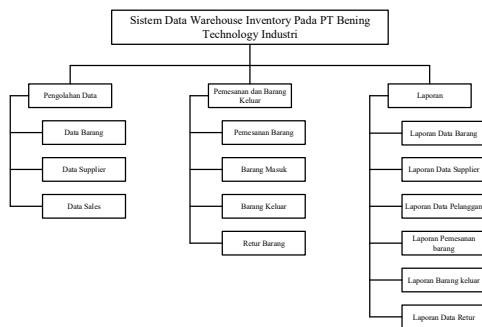 Sistem Data Warehouse Inventory Pada PT Bening
Technology Industri
Pengolahan Data
Data Barang
Data Supplier
Data Sales
Pemesanan dan Barang
Keluar
Pemesanan Barang
Barang Masuk
Barang Keluar
Retur Barang
Laporan
Laporan Data Barang
Laporan Data Supplier
Laporan Data Pelanggan
Laporan Pemesanan
barang
Laporan Barang keluar
Laporan Data Retur